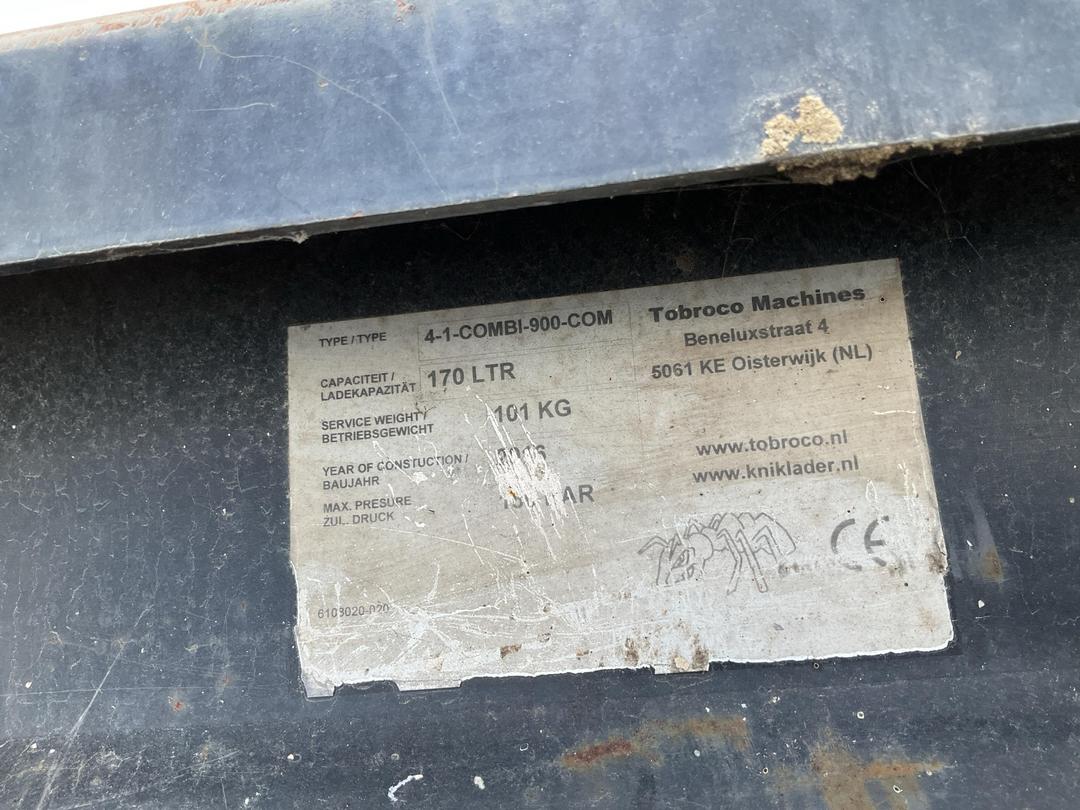 TYPE / TYPE 4-1-COMBI-900-COM
CAPACITEIT /
LADEKAPAZITÄT 170 LTR
SERVICE WEIGHT /
BETRIEBSGEWICHT 101 KG
YEAR OF CONSTUCTION /
BAUJAHR
MAX. PRESURE
ZUL. DRUCK
6103020-020
Tobroco Machines
Beneluxstraat 4
5061 KE Oisterwijk (NL)
www.tobroco.nl
www.kniklader.nl
CE